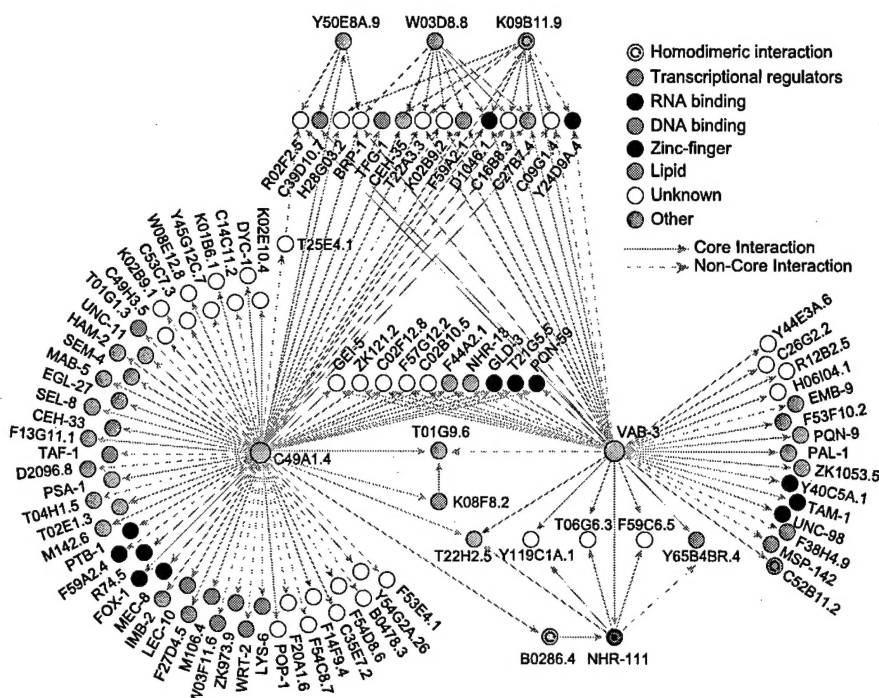 Y50E8A.9
W03D8.8
K09B11.9
Homodimeric interaction
Transcriptional regulators
RNA binding
DNA binding
Zinc-finger
Lipid
Unknown
Other
Core Interaction
Non-Core Interaction
R02F2.5
C39D10.7
H28G03.2
BRP-1
TFG-1
CEH-35
T22A3.3
K02B9.2
F59A2.1
D1046.1
C16B8.3
C27B7.4
C09G1.4
Y24D9A.4
T25E4.1
K02E10.4
DYC-1
C14C11.2
K01B6.1
Y45G12C.7
W08E12.8
C53C7.3
K02B9.1
C49H3.5
T01G1.3
UNC-11
HAM-2
SEM-4
MAB-5
EGL-27
SEL-8
CEH-33
F13G11.1
TAF-1
D2096.8
PSA-1
T04H1.5
T02E1.3
M142.6
PTB-1
F59A2.4
R74.5
FOX-1
MEC-8
IMB-2
LEC-10
F27D4.5
M106.4
W03F11.6
ZK973.9
WRT-2
LYS-6
POP-1
F20A1.6
F54C8.7
F14F9.4
C35E7.2
F54D8.6
B0478.3
Y54G2A.26
F53E4.1
GEI-5
ZK121.2
C02F12.8
F57G12.2
C02B10.5
F44A2.1
NHR-18
GLD-3
T21G5.5
PQN-59
C49A1.4
VAB-3
T01G9.6
K08F8.2
T22H2.5
Y119C1A.1
T06G6.3
F59C6.5
Y65B4BR.4
B0286.4
NHR-111
Y44E3A.6
C26G2.2
R12B2.5
H06I04.1
EMB-9
F53F10.2
PQN-9
PAL-1
ZK1053.5
Y40C5A.1
TAM-1
UNC-98
F38H4.9
MSP-142
C52B11.2